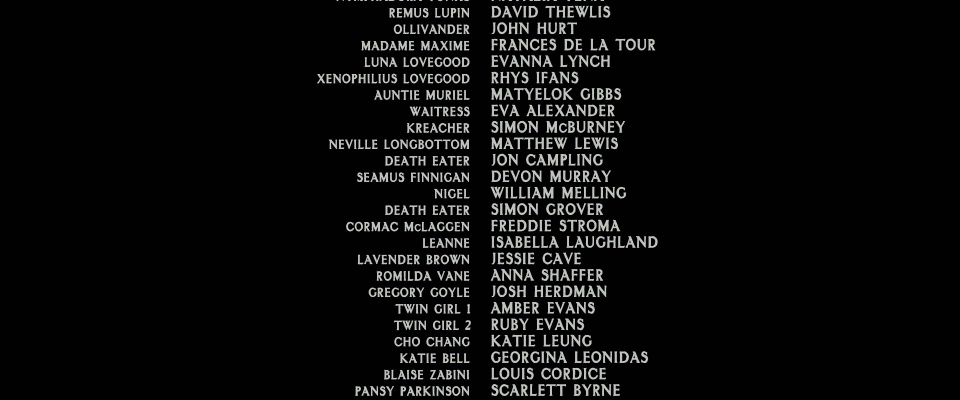 REMUS LUPIN DAVID THEWLIS
OLLIVANDER JOHN HURT
MADAME MAXIME FRANCES DE LA TOUR
LUNA LOVEGOOD EVANNA LYNCH
XENOPHILIUS LOVEGOOD RHYS IFANS
AUNTIE MURIEL MATYELOK GIBBS
WAITRESS EVA ALEXANDER
KREACHER SIMON McBURNEY
NEVILLE LONGBOTTOM MATTHEW LEWIS
DEATH EATER JON CAMPLING
SEAMUS FINNIGAN DEVON MURRAY
NIGEL WILLIAM MELLING
DEATH EATER SIMON GROVER
CORMAC McLAGGEN FREDDIE STROMA
LEANNE ISABELLA LAUGHLAND
LAVENDER BROWN JESSIE CAVE
ROMILDA VANE ANNA SHAFFER
GREGORY GOYLE JOSH HERDMAN
TWIN GIRL 1 AMBER EVANS
TWIN GIRL 2 RUBY EVANS
CHO CHANG KATIE LEUNG
KATIE BELL GEORGINA LEONIDAS
BLAISE ZABINI LOUIS CORDICE
PANSY PARKINSON SCARLETT BYRNE